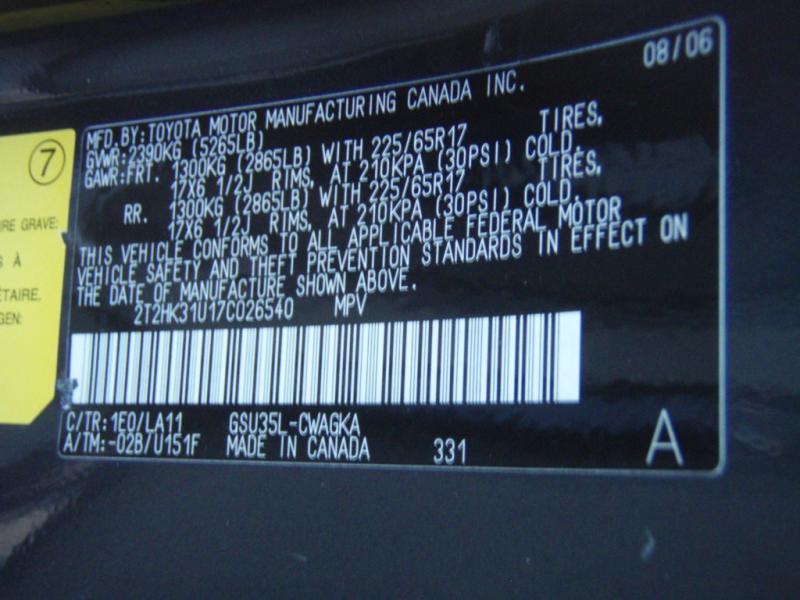 08/06
MFD.BY:TOYOTA MOTOR MANUFACTURING CANADA INC.
GVWR:2390KG (5265LB)
GAWR:FRT. 1300KG (2865LB) WITH 225/65R17 TIRES,
17X6 1/2J RIMS, AT 210KPA (30PSI) COLD.
RR. 1300KG (2865LB) WITH 225/65R17 TIRES,
17X6 1/2J RIMS, AT 210KPA (30PSI) COLD.
THIS VEHICLE CONFORMS TO ALL APPLICABLE FEDERAL MOTOR
VEHICLE SAFETY AND THEFT PREVENTION STANDARDS IN EFFECT ON
THE DATE OF MANUFACTURE SHOWN ABOVE.
2T2HK31U17C026540 MPV
C/TR:1E0/LA11 GSU35L-CWAGKA
A/TM:-02B/U151F MADE IN CANADA 331 A
7
GRAVE:
À